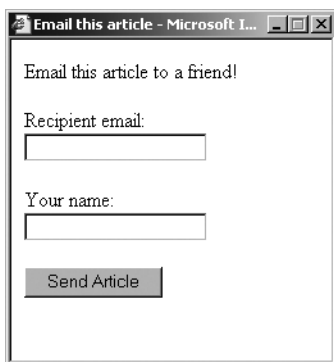 Email this article - Microsoft I...
Email this article to a friend!
Recipient email:
Your name:
Send Article